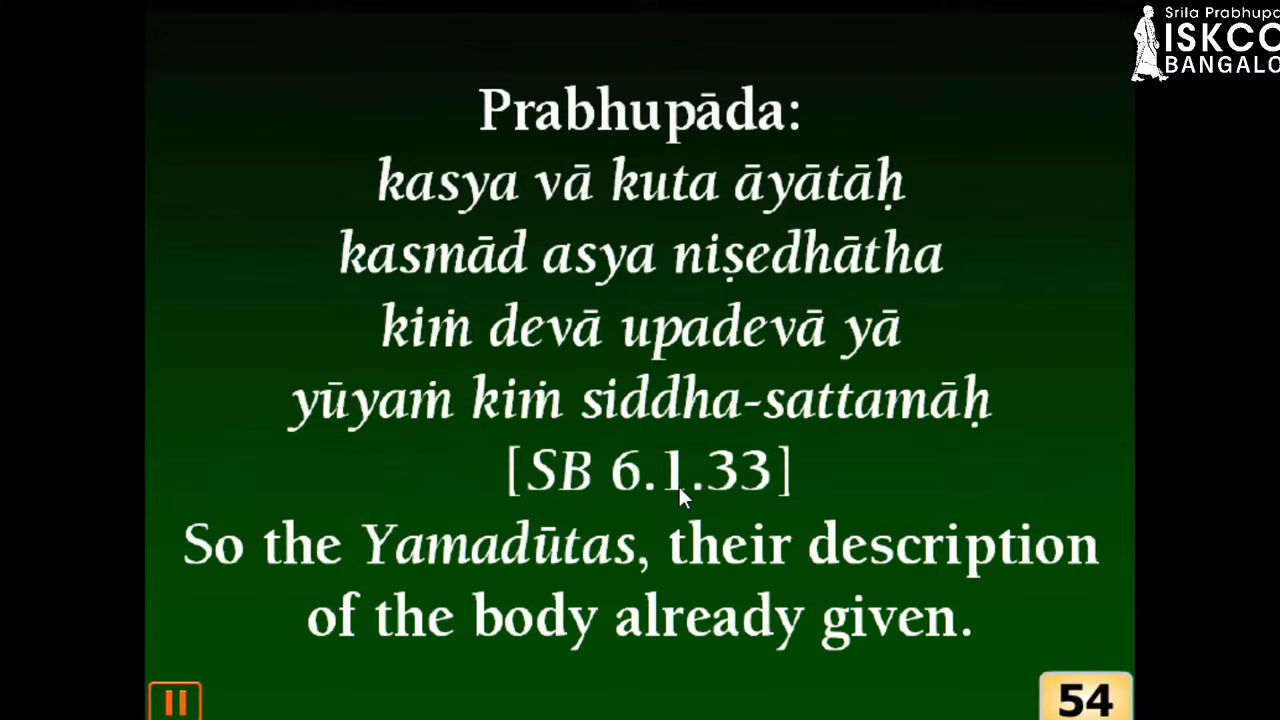 Srila Prabhupa
ISKCO
BANGALO
Prabhupāda:
kasya vā kuta āyātāḥ
kasmād asya niṣedhātha
kiṁ devā upadevā yā
yūyaṁ kiṁ siddha-sattamāḥ
[SB 6.1.33]
So the Yamadūtas, their description
of the body already given.
54